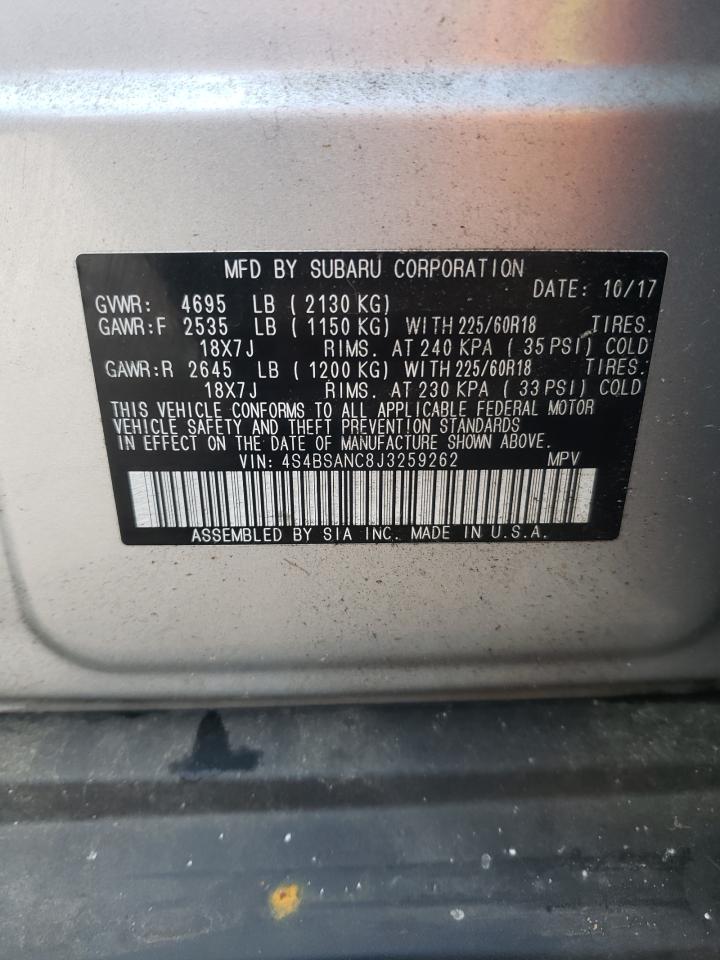 MFD BY SUBARU CORPORATION
DATE: 10/17
GVWR: 4695 LB ( 2130 KG)
GAWR:F 2535 LB ( 1150 KG) WITH 225/60R18 TIRES.
18X7J RIMS. AT 240 KPA ( 35 PSI) COLD
GAWR:R 2645 LB ( 1200 KG) WITH 225/60R18 TIRES.
18X7J RIMS. AT 230 KPA ( 33 PSI) COLD
THIS VEHICLE CONFORMS TO ALL APPLICABLE FEDERAL MOTOR
VEHICLE SAFETY AND THEFT PREVENTION STANDARDS
IN EFFECT ON THE DATE OF MANUFACTURE SHOWN ABOVE.
VIN: 4S4BSANC8J3259262 MPV
ASSEMBLED BY SIA INC. MADE IN U.S.A.